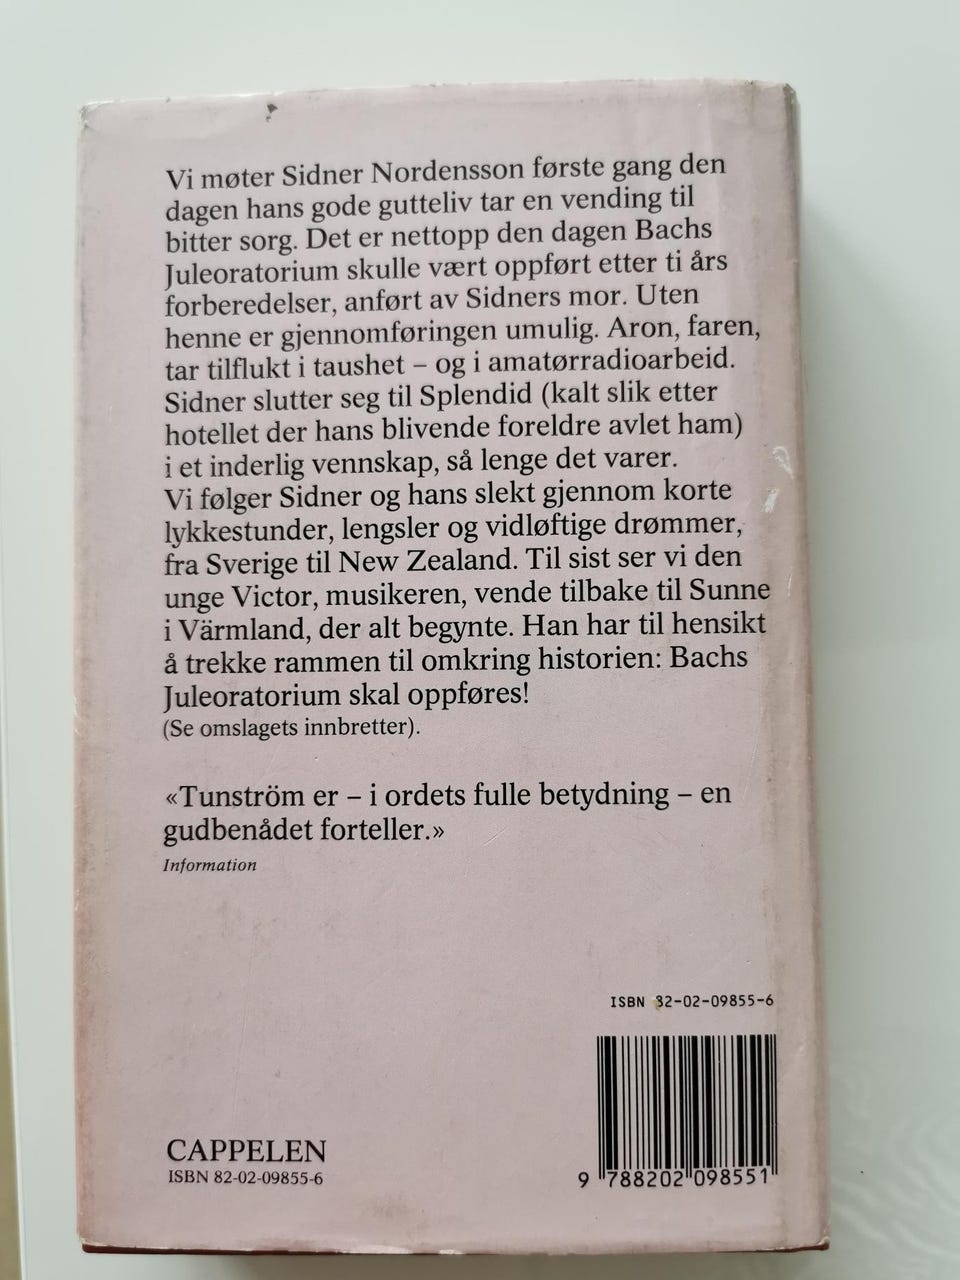 Vi møter Sidner Nordensson første gang den
dagen hans gode gutteliv tar en vending til
bitter sorg. Det er nettopp den dagen Bachs
Juleoratorium skulle vært oppført etter ti års
forberedelser, anført av Sidners mor. Uten
henne er gjennomføringen umulig. Aron, faren,
tar tilflukt i taushet – og i amatørradioarbeid.
Sidner slutter seg til Splendid (kalt slik etter
hotellet der hans blivende foreldre avlet ham)
i et inderlig vennskap, så lenge det varer.
Vi følger Sidner og hans slekt gjennom korte
lykkestunder, lengsler og vidløftige drømmer,
fra Sverige til New Zealand. Til sist ser vi den
unge Victor, musikeren, vende tilbake til Sunne
i Värmland, der alt begynte. Han har til hensikt
å trekke rammen til omkring historien: Bachs
Juleoratorium skal oppføres!
(Se omslagets innbretter).
«Tunström er – i ordets fulle betydning – en
gudbenådet forteller.»
Information
ISBN 82-02-09855-6
CAPPELEN
ISBN 82-02-09855-6
9 788202 098551